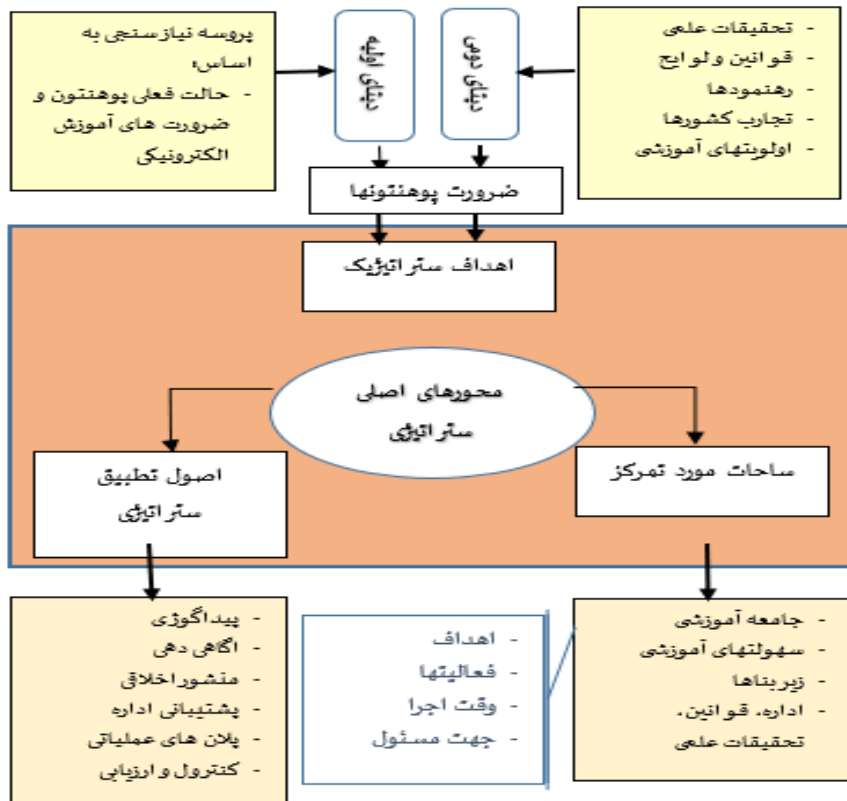 - تحقیقات علمی
- قوانین و لوایح
- رهنمودها
- تجارب کشورها
- اولویتهای آموزشی
دیتای دومی
دیتای اولیه
پروسه نیازسنجی به
اساس؛
- حالت فعلی پوهنتون و
ضرورت های آموزش
الکترونیکی
ضرورت پوهنتونها
اهداف ستراتیژیک
محورهای اصلی
ستراتیژی
ساحات مورد تمرکز
اصول تطبیق
ستراتیژی
- جامعه آموزشی
- سهولتهای آموزشی
- زیربناها
- اداره، قوانین،
تحقیقات علمی
- اهداف
- فعالیتها
- وقت اجرا
- جهت مسئول
- پیداگوژی
- اگاهی دهی
- منشور اخلاقی
- پشتیبانی اداره
- پلان های عملیاتی
- کنترول و ارزیابی